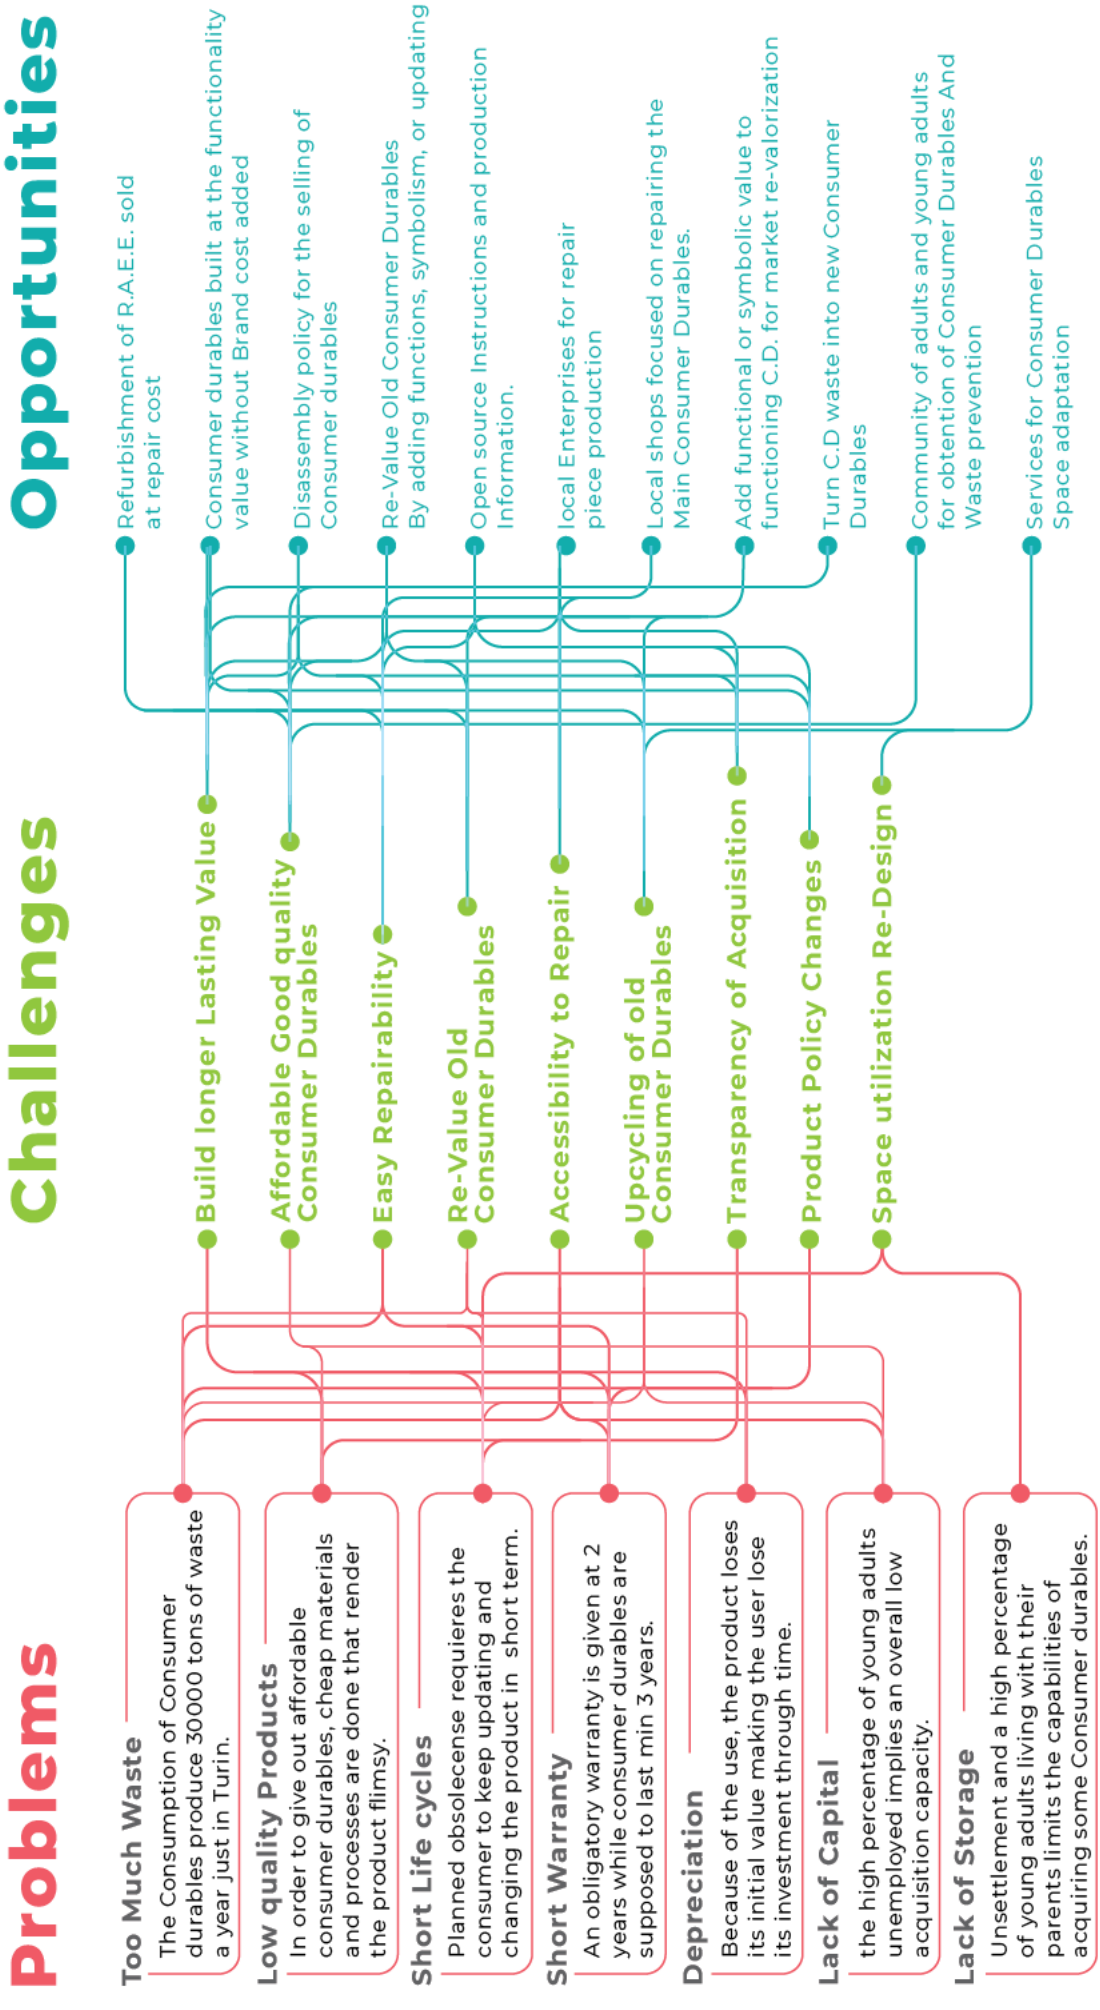 Problems
Too Much Waste
The Consumption of Consumer
durables produce 30000 tons of waste
a year just in Turin.
Low quality Products
In order to give out affordable
consumer durables, cheap materials
and processes are done that render
the product flimsy.
Short Life cycles
Planned obsolecense requieres the
consumer to keep updating and
changing the product in short term.
Short Warranty
An obligatory warranty is given at 2
years while consumer durables are
supposed to last min 3 years.
Depreciation
Because of the use, the product loses
its initial value making the user lose
its investment through time.
Lack of Capital
the high percentage of young adults
unemployed implies an overall low
acquisition capacity.
Lack of Storage
Unsettlement and a high percentage
of young adults living with their
parents limits the capabilities of
acquiring some Consumer durables.
Challenges
Build longer Lasting Value
Affordable Good quality
Consumer Durables
Easy Repairability
Re-Value Old
Consumer Durables
Accessibility to Repair
Upcycling of old
Consumer Durables
Transparency of Acquisition
Product Policy Changes
Space utilization Re-Design
Opportunities
Refurbishment of R.A.E.E. sold
at repair cost
Consumer durables built at the functionality
value without Brand cost added
Disassembly policy for the selling of
Consumer durables
Re-Value Old Consumer Durables
By adding functions, symbolism, or updating
Open source Instructions and production
Information.
local Enterprises for repair
piece production
Local shops focused on repairing the
Main Consumer Durables.
Add functional or symbolic value to
functioning C.D. for market re-valorization
Turn C.D waste into new Consumer
Durables
Community of adults and young adults
for obtention of Consumer Durables And
Waste prevention
Services for Consumer Durables
Space adaptation